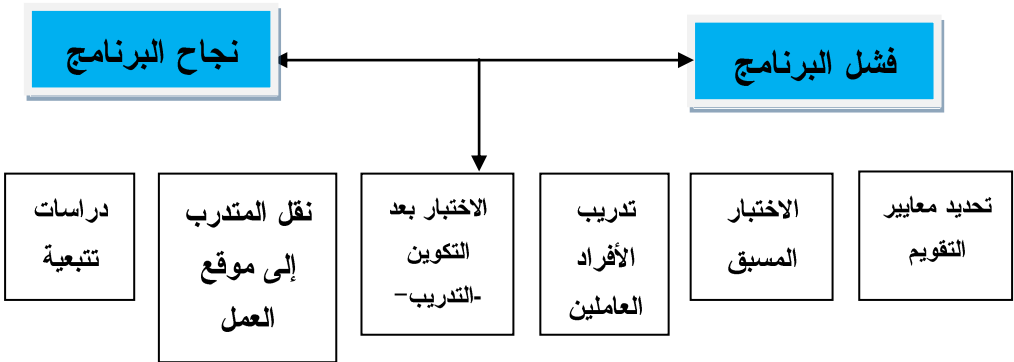 فشل البرنامج
نجاح البرنامج
تحديد معايير
التقويم
الاختبار
المسبق
تدريب
الأفراد
العاملين
الاختبار بعد
التكوين
-التدريب–
نقل المتدرب
إلى موقع
العمل
دراسات
تتبعية